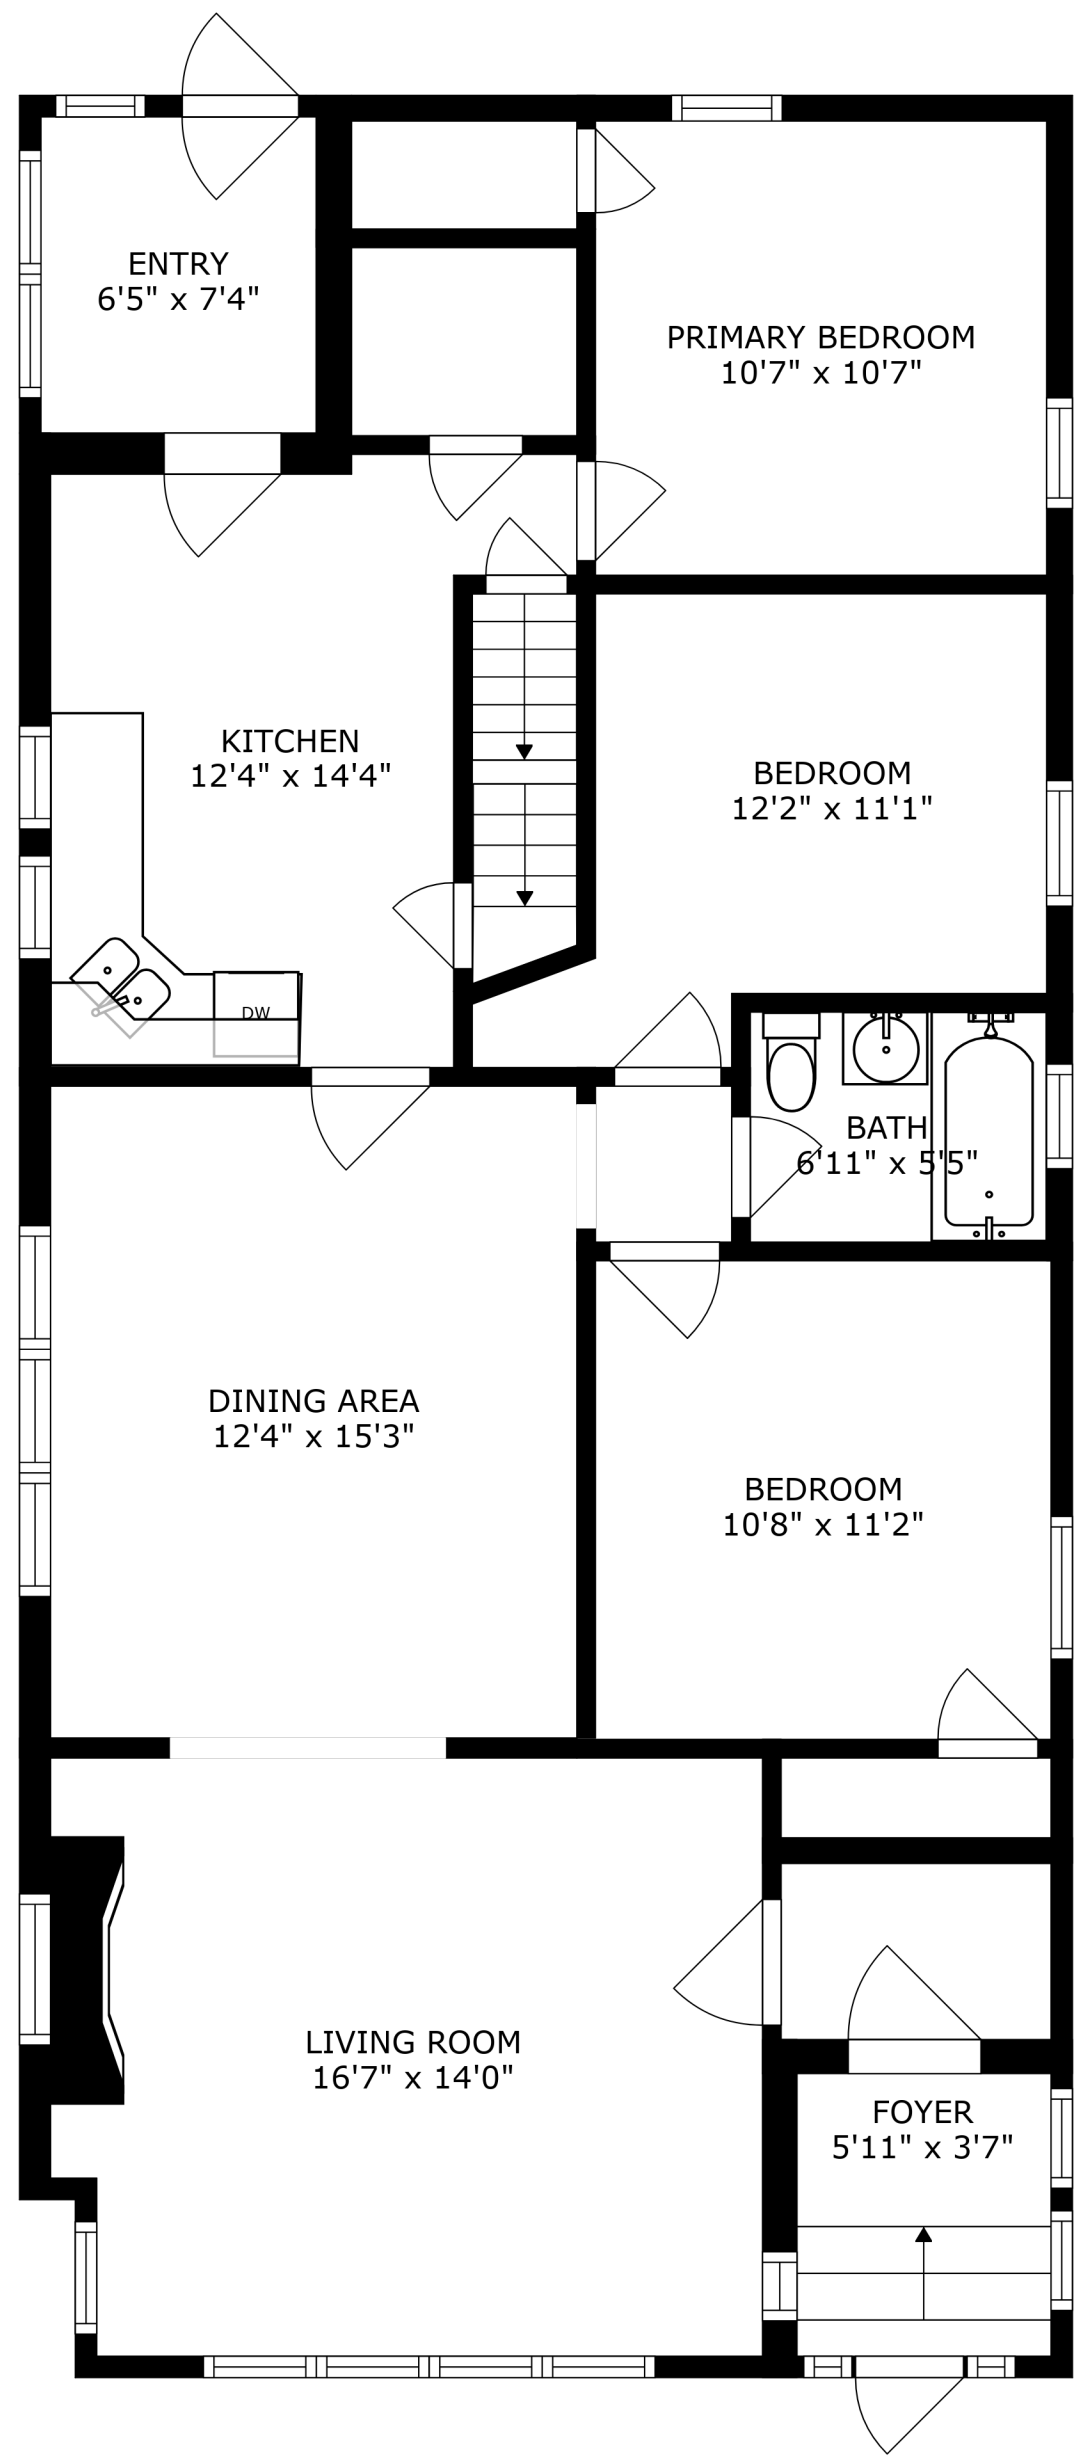 ENTRY
6'5" x 7'4"
PRIMARY BEDROOM
10'7" x 10'7"
KITCHEN
12'4" x 14'4"
BEDROOM
12'2" x 11'1"
DW
BATH
6'11" x 5'5"
DINING AREA
12'4" x 15'3"
BEDROOM
10'8" x 11'2"
LIVING ROOM
16'7" x 14'0"
FOYER
5'11" x 3'7"